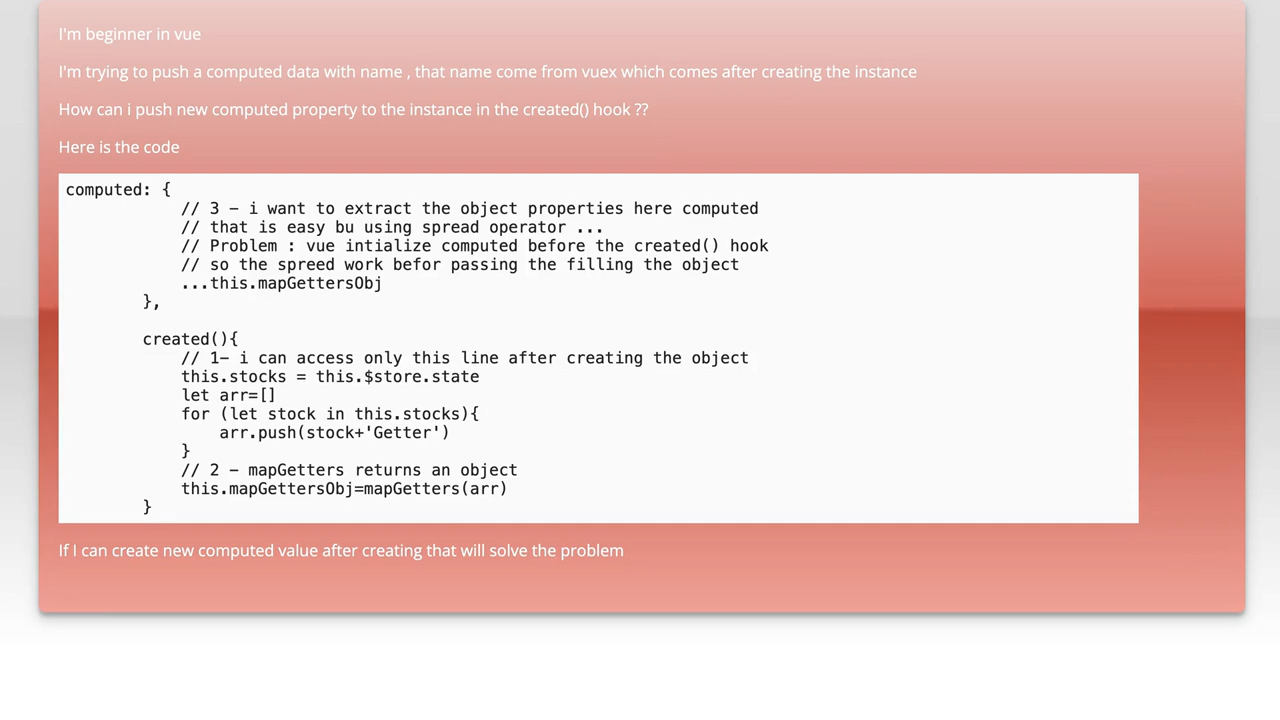 I'm beginner in vue
I'm trying to push a computed data with name , that name come from vuex which comes after creating the instance
How can i push new computed property to the instance in the created() hook ??
Here is the code
computed: {
            // 3 – i want to extract the object properties here computed
            // that is easy bu using spread operator ...
            // Problem : vue intialize computed before the created() hook
            // so the spreed work befor passing the filling the object
            ...this.mapGettersObj
        },
        created(){
            // 1– i can access only this line after creating the object
            this.stocks = this.$store.state
            let arr=[]
            for (let stock in this.stocks){
                arr.push(stock+'Getter')
            }
            // 2 – mapGetters returns an object
            this.mapGettersObj=mapGetters(arr)
        }
If I can create new computed value after creating that will solve the problem